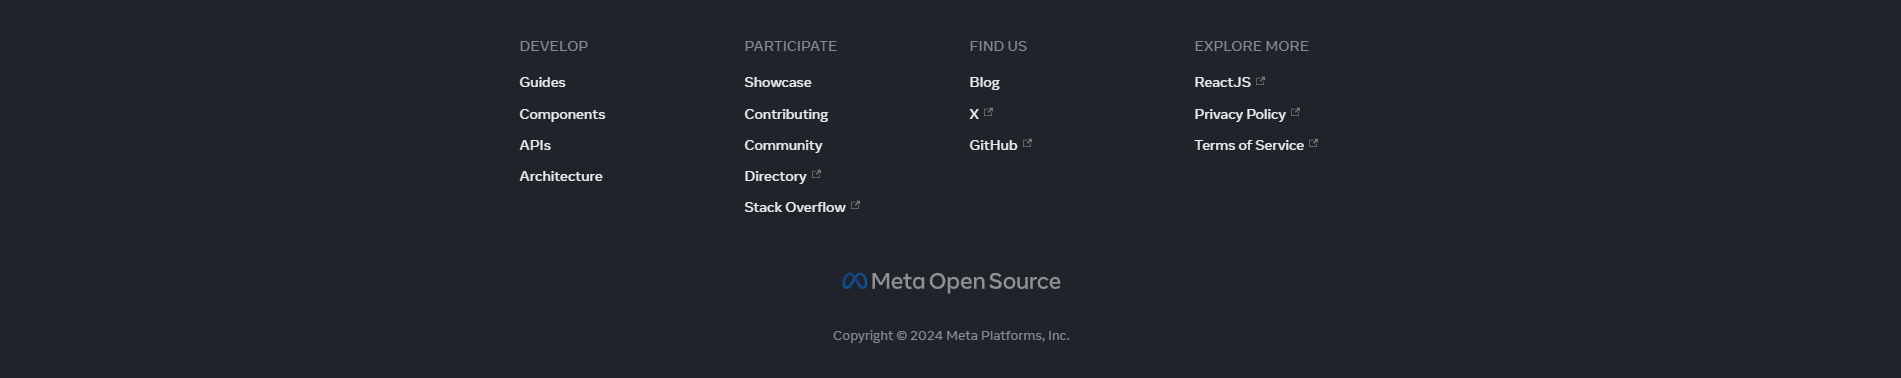 DEVELOP
Guides
Components
APIs
Architecture
PARTICIPATE
Showcase
Contributing
Community
Directory
Stack Overflow
FIND US
Blog
X
GitHub
EXPLORE MORE
ReactJS
Privacy Policy
Terms of Service
Meta Open Source
Copyright © 2024 Meta Platforms, Inc.